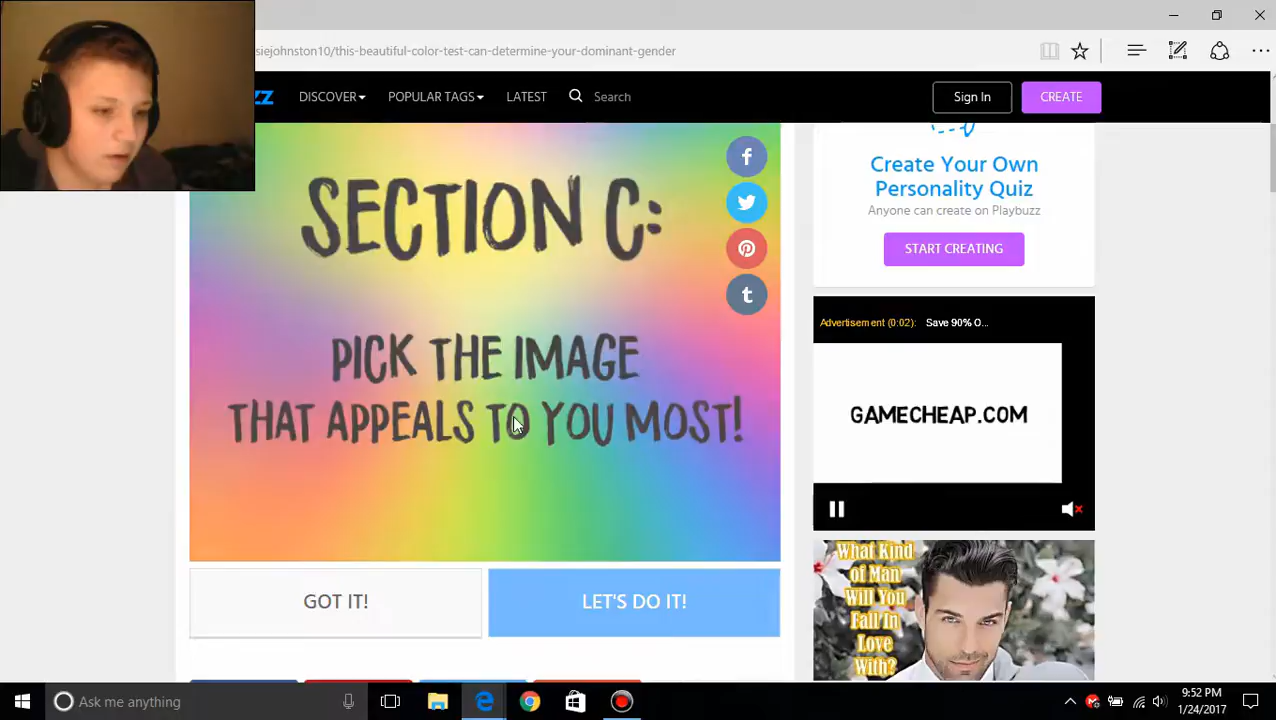 siejohnston10/this-beautiful-color-test-can-determine-your-dominant-gender
ZZ DISCOVER POPULAR TAGS LATEST Search Sign In CREATE
SECTION C:
PICK THE IMAGE
THAT APPEALS TO YOU MOST!
GOT IT! LET'S DO IT!
Create Your Own
Personality Quiz
Anyone can create on Playbuzz
START CREATING
Advertisement (0:02): Save 90% O...
GAMECHEAP.COM
What Kind
of Man
Will You
Fall In
Love
With?
Ask me anything
9:52 PM
1/24/2017